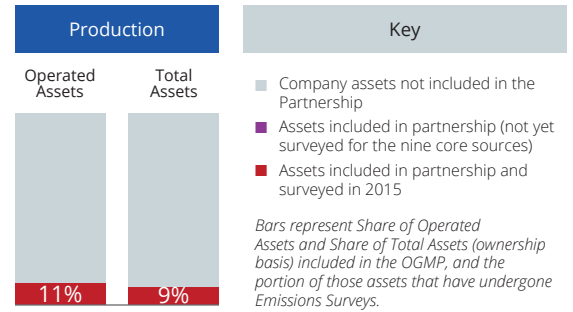 Production
Key
Operated
Assets
Total
Assets
11%
9%
Company assets not included in the
Partnership
Assets included in partnership (not yet
surveyed for the nine core sources)
Assets included in partnership and
surveyed in 2015
Bars represent Share of Operated
Assets and Share of Total Assets (ownership
basis) included in the OGMP, and the
portion of those assets that have undergone
Emissions Surveys.